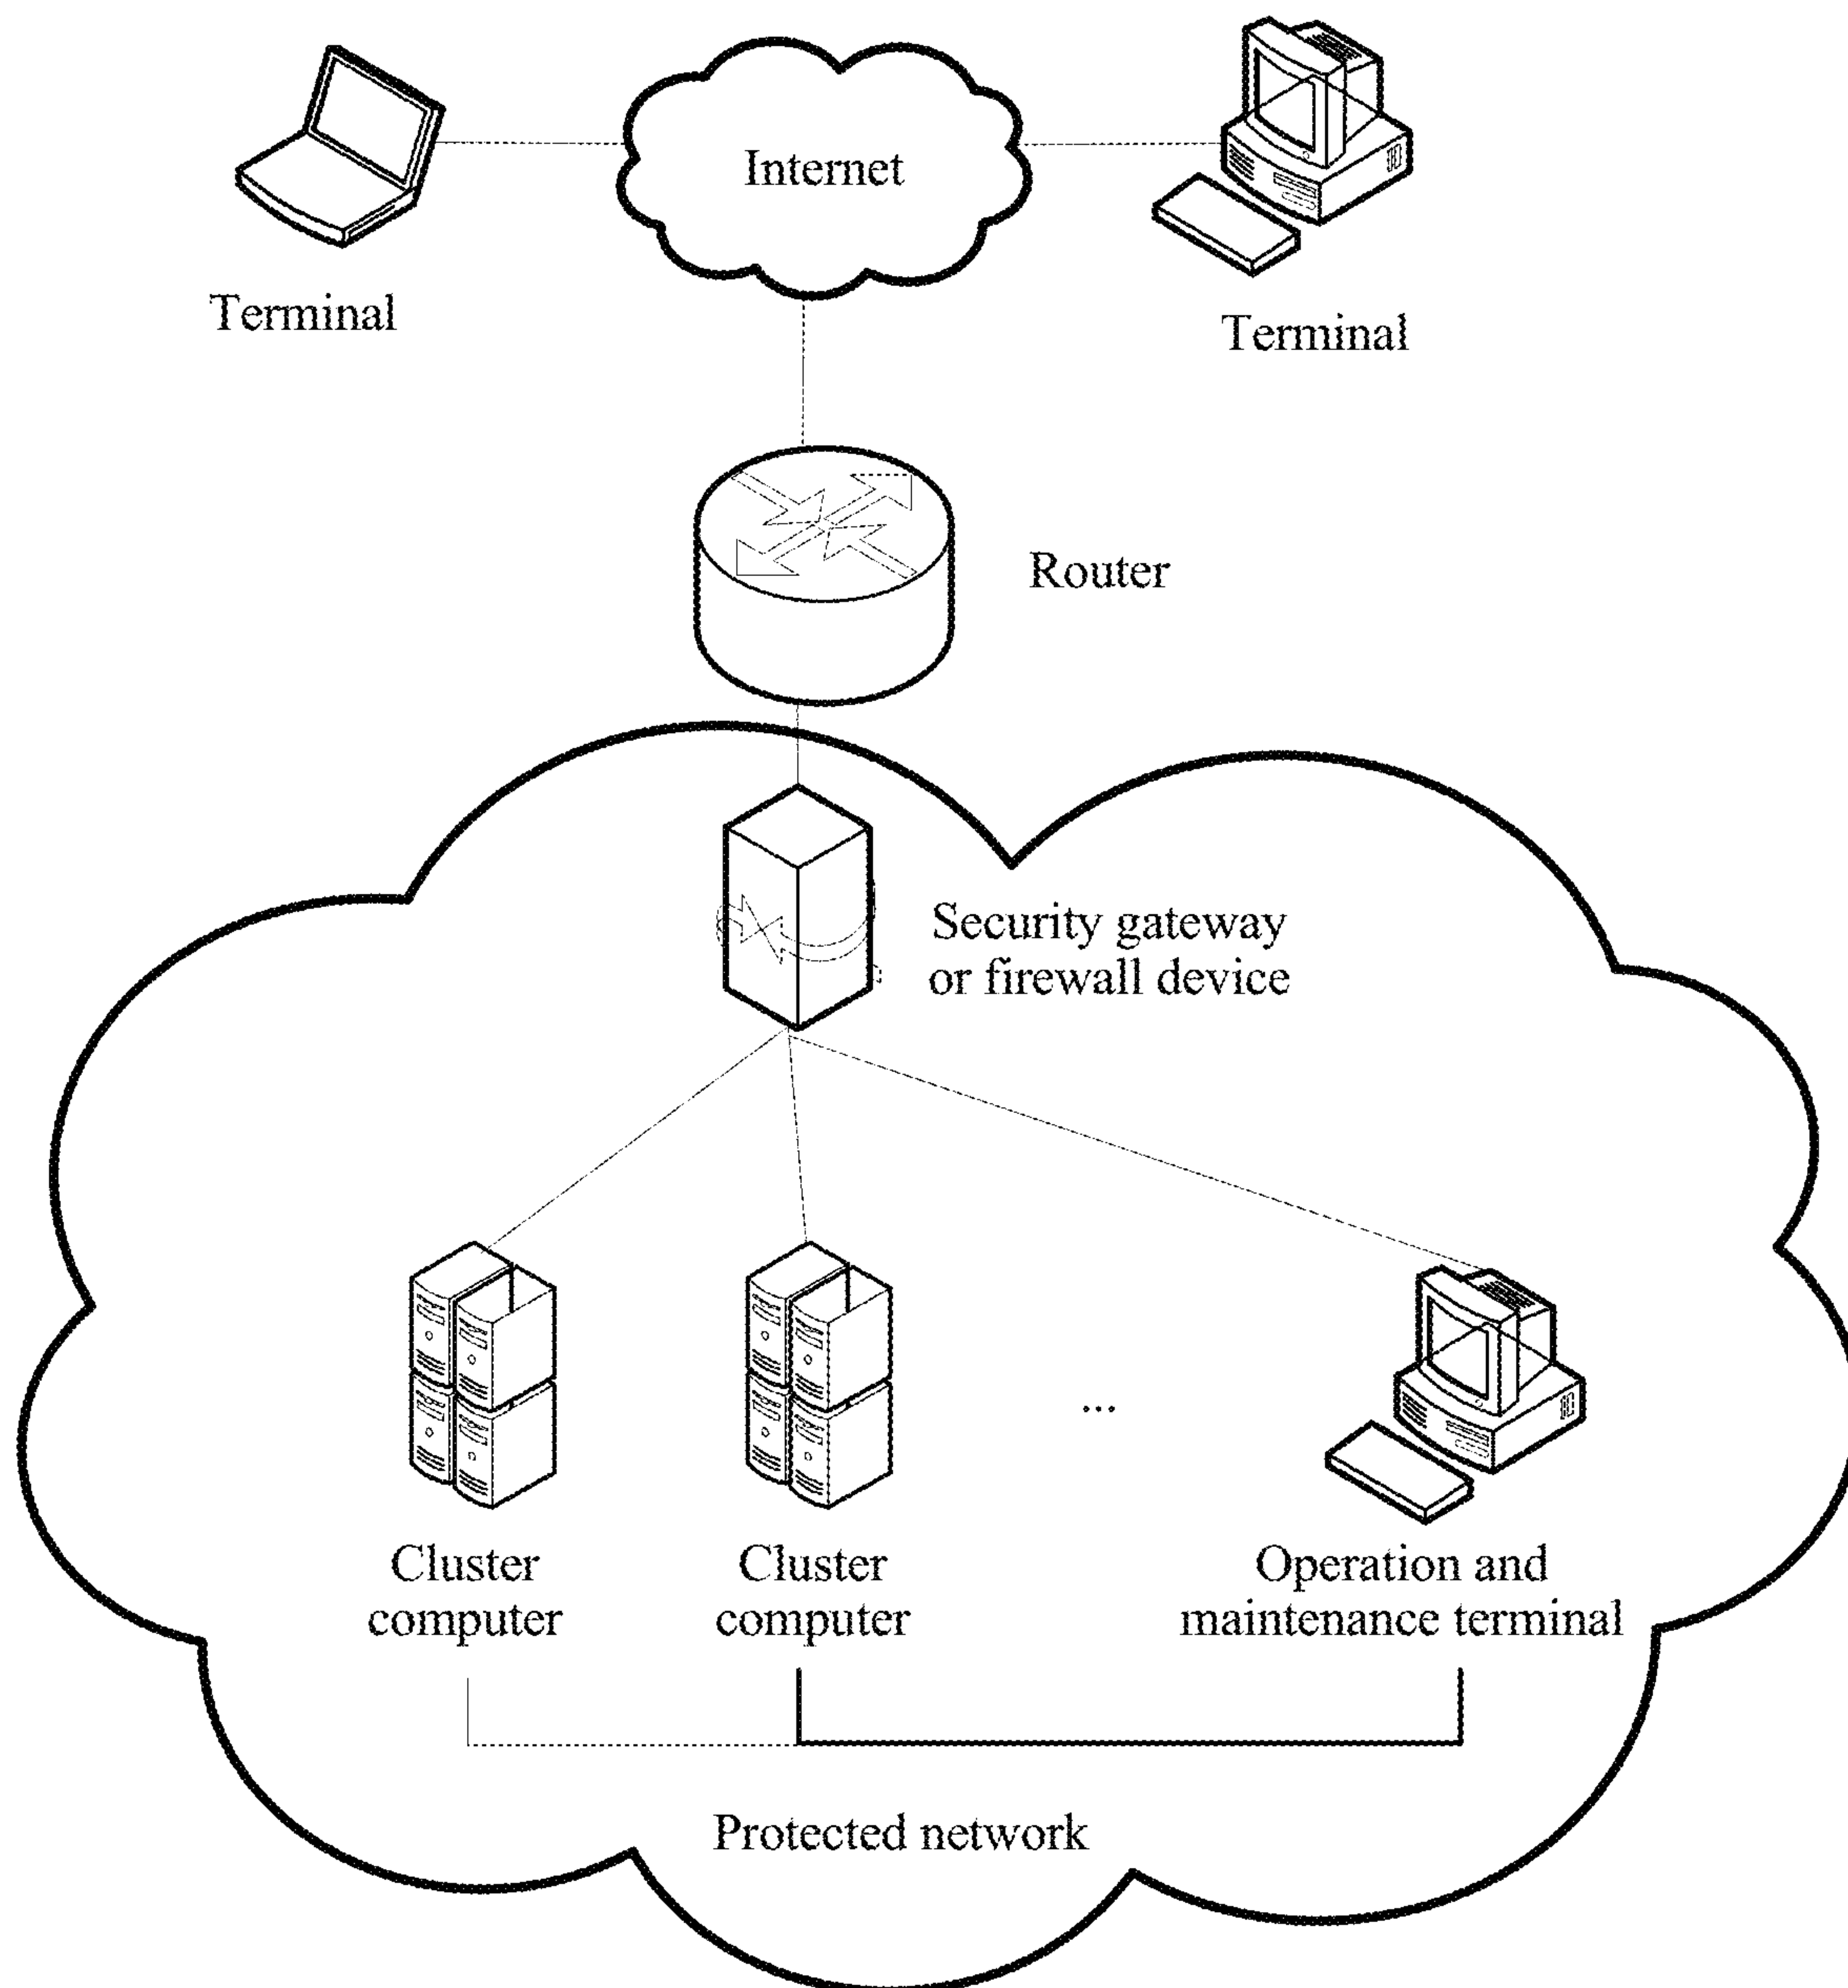 Internet
Terminal
Terminal
Router
Security gateway
or firewall device
...
Cluster
computer
Cluster
computer
Operation and
maintenance terminal
Protected network